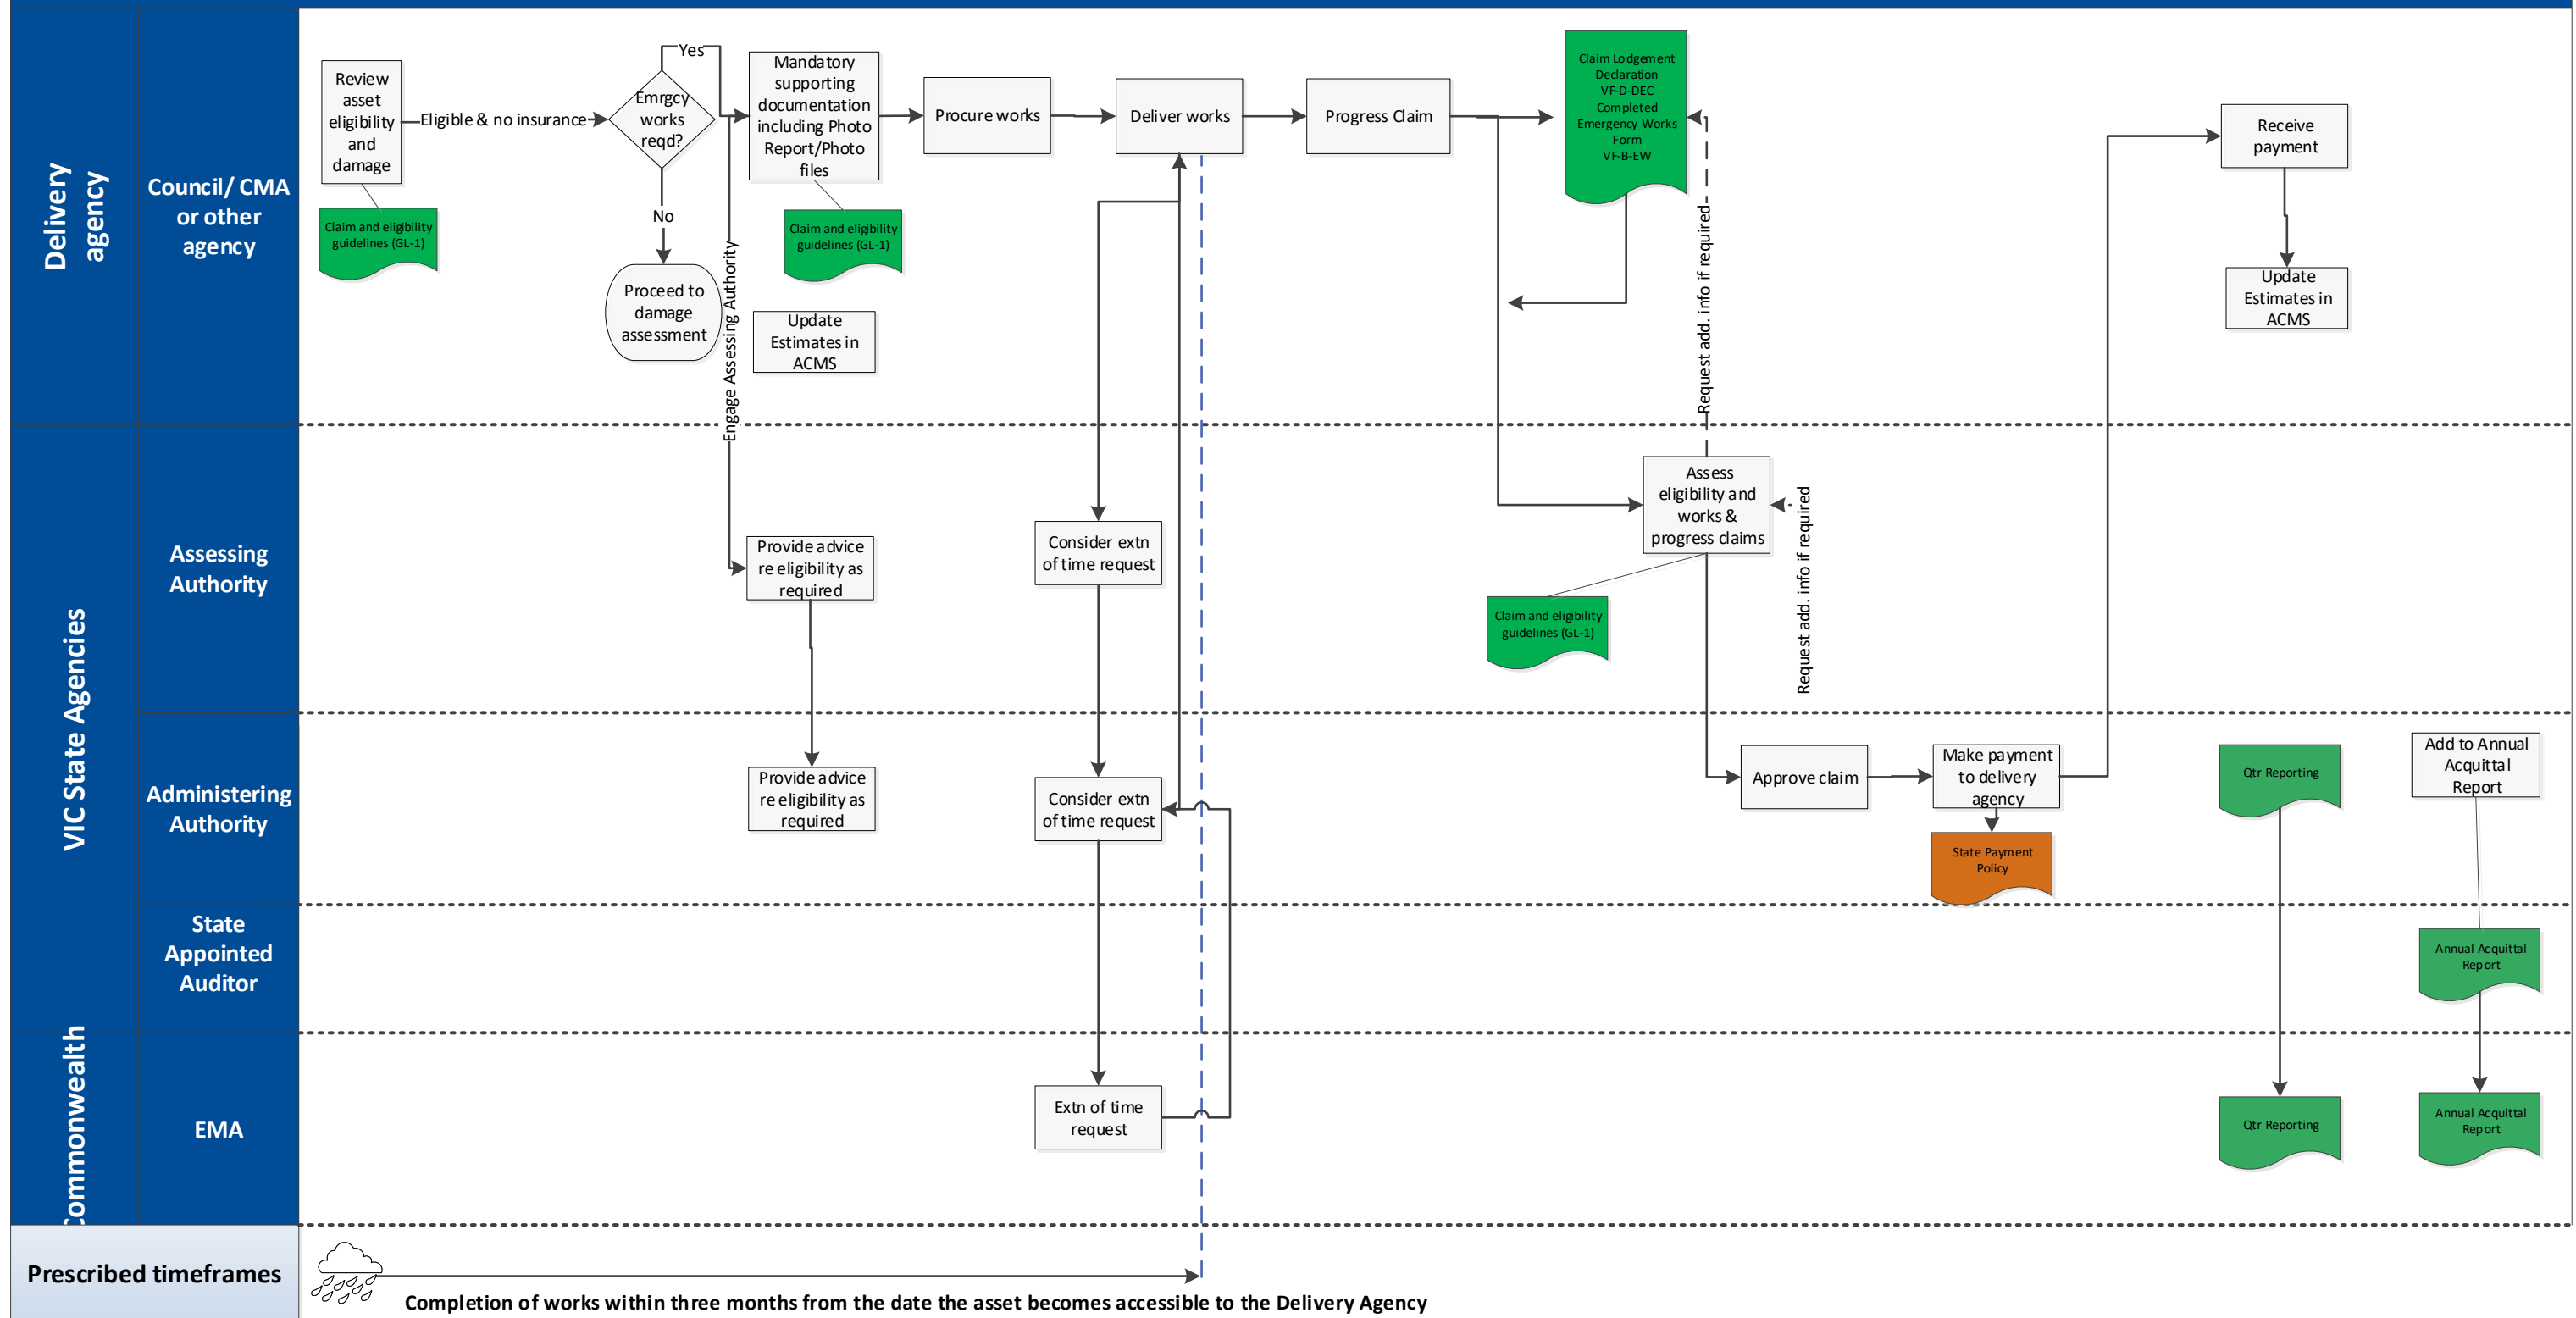 Delivery
agency
Council/ CMA
or other
agency
Review
asset
eligibility
and
damage
Claim and eligibility
guidelines (GL-1)
Eligible & no insurance
Emrgcy
works
reqd?
Yes
No
Proceed to
damage
assessment
Engage Assessing Authority
Mandatory
supporting
documentation
including Photo
Report/Photo
files
Claim and eligibility
guidelines (GL-1)
Update
Estimates in
ACMS
Procure works
Deliver works
Progress Claim
Claim Lodgement
Declaration
VF-D-DEC
Completed
Emergency Works
Form
VF-B-EW
Request add. info if required
Receive
payment
Update
Estimates in
ACMS
VIC State Agencies
Assessing
Authority
Provide advice
re eligibility as
required
Consider extn
of time request
Assess
eligibility and
works &
progress claims
Claim and eligibility
guidelines (GL-1)
Request add. info if required
Administering
Authority
Provide advice
re eligibility as
required
Consider extn
of time request
Approve claim
Make payment
to delivery
agency
State Payment
Policy
Qtr Reporting
Add to Annual
Acquittal
Report
State
Appointed
Auditor
Annual Acquittal
Report
Commonwealth
EMA
Extn of time
request
Qtr Reporting
Annual Acquittal
Report
Prescribed timeframes
Completion of works within three months from the date the asset becomes accessible to the Delivery Agency